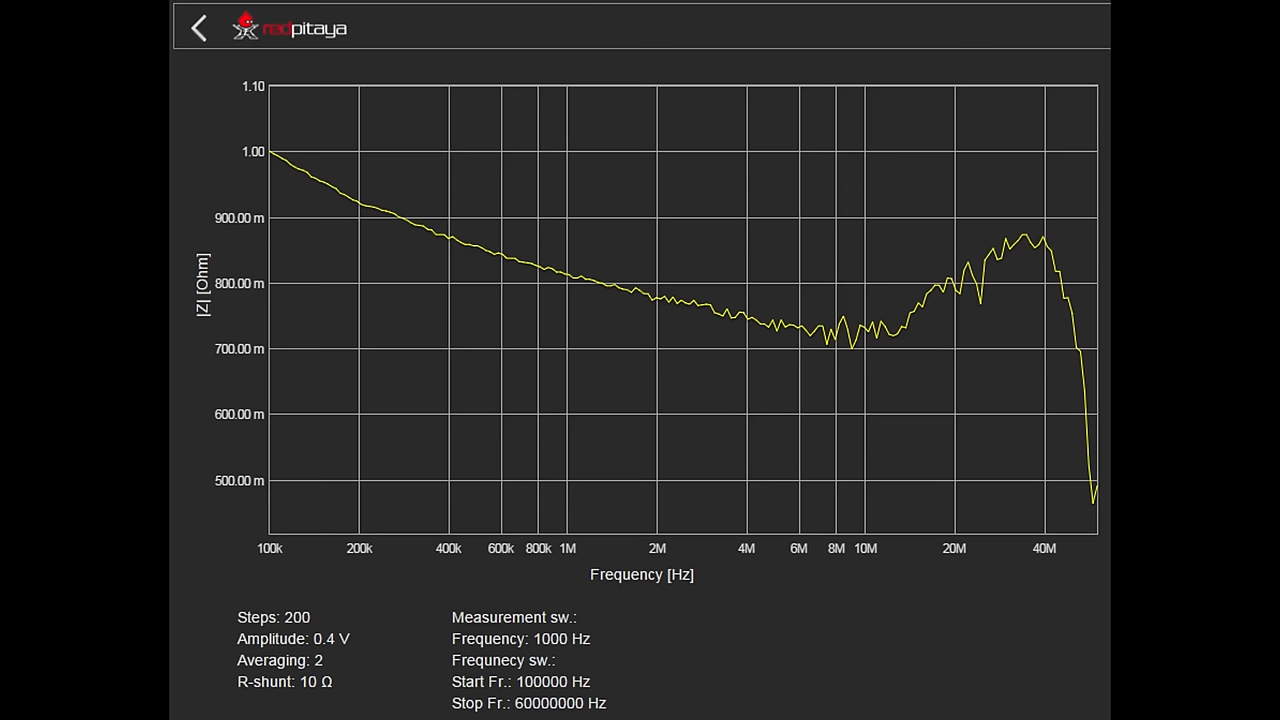 redpitaya
1.10
1.00
900.00 m
800.00 m
700.00 m
600.00 m
500.00 m
|Z| [Ohm]
100k 200k 400k 600k 800k 1M 2M 4M 6M 8M 10M 20M 40M
Frequency [Hz]
Steps: 200
Amplitude: 0.4 V
Averaging: 2
R-shunt: 10 Ω
Measurement sw.:
Frequency: 1000 Hz
Frequnecy sw.:
Start Fr.: 100000 Hz
Stop Fr.: 60000000 Hz